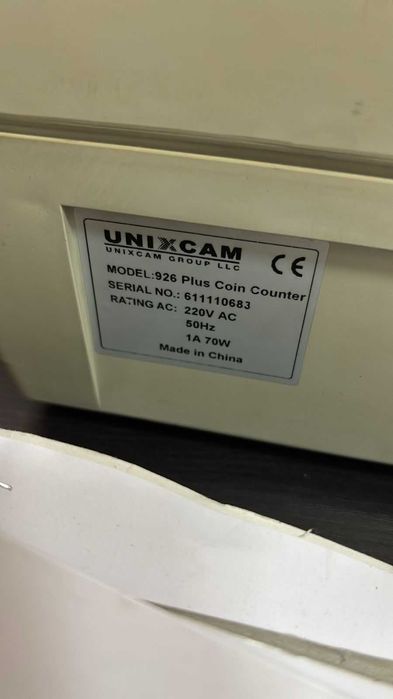 UNIXCAM
UNIXCAM GROUP LLC
CE
MODEL:926 Plus Coin Counter
SERIAL NO.: 611110683
RATING AC: 220V AC
50Hz
1A 70W
Made in China